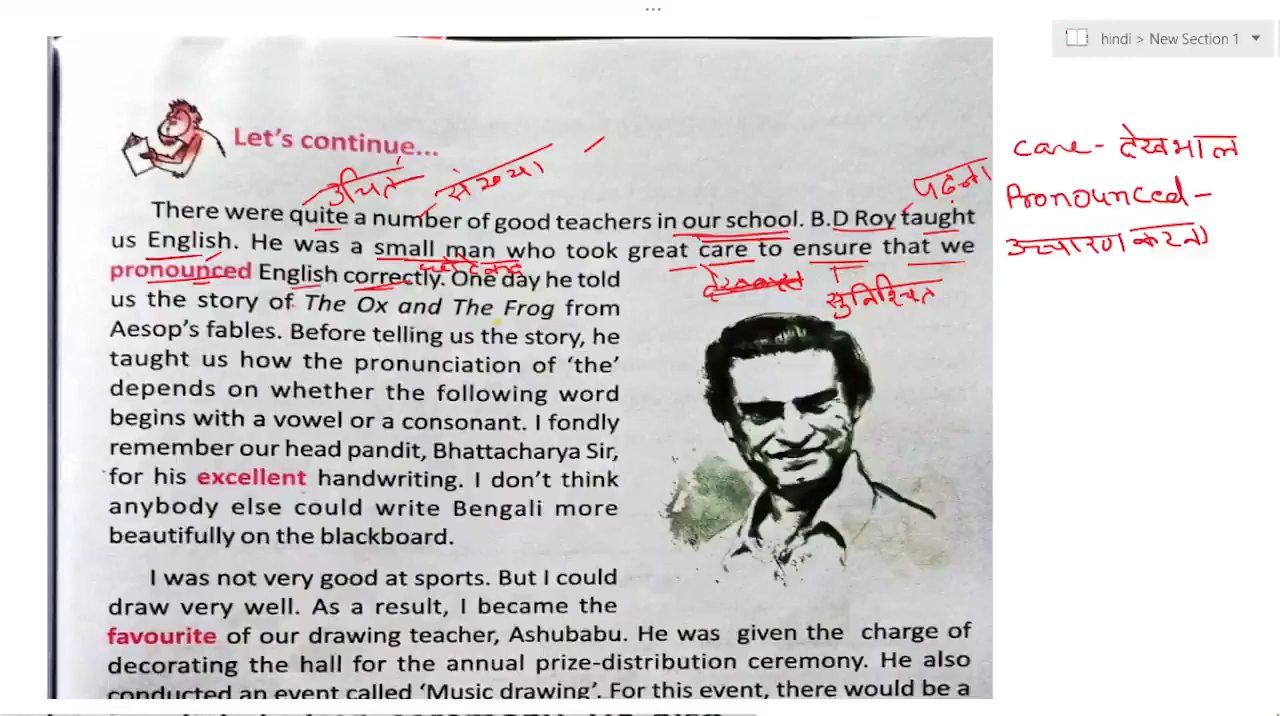 hindi > New Section 1
Let's continue...
care - देखभाल
Pronounced -
उच्चारण करना
उचित
संख्या
पढ़ना
There were quite a number of good teachers in our school. B.D Roy taught
us English. He was a small man who took great care to ensure that we
pronounced English correctly. One day he told
देखभाल
सुनिश्चित
us the story of The Ox and The Frog from
Aesop's fables. Before telling us the story, he
taught us how the pronunciation of 'the'
depends on whether the following word
begins with a vowel or a consonant. I fondly
remember our head pandit, Bhattacharya Sir,
for his excellent handwriting. I don't think
anybody else could write Bengali more
beautifully on the blackboard.
I was not very good at sports. But I could
draw very well. As a result, I became the
favourite of our drawing teacher, Ashubabu. He was given the charge of
decorating the hall for the annual prize-distribution ceremony. He also
conducted an event called 'Music drawing'. For this event, there would be a